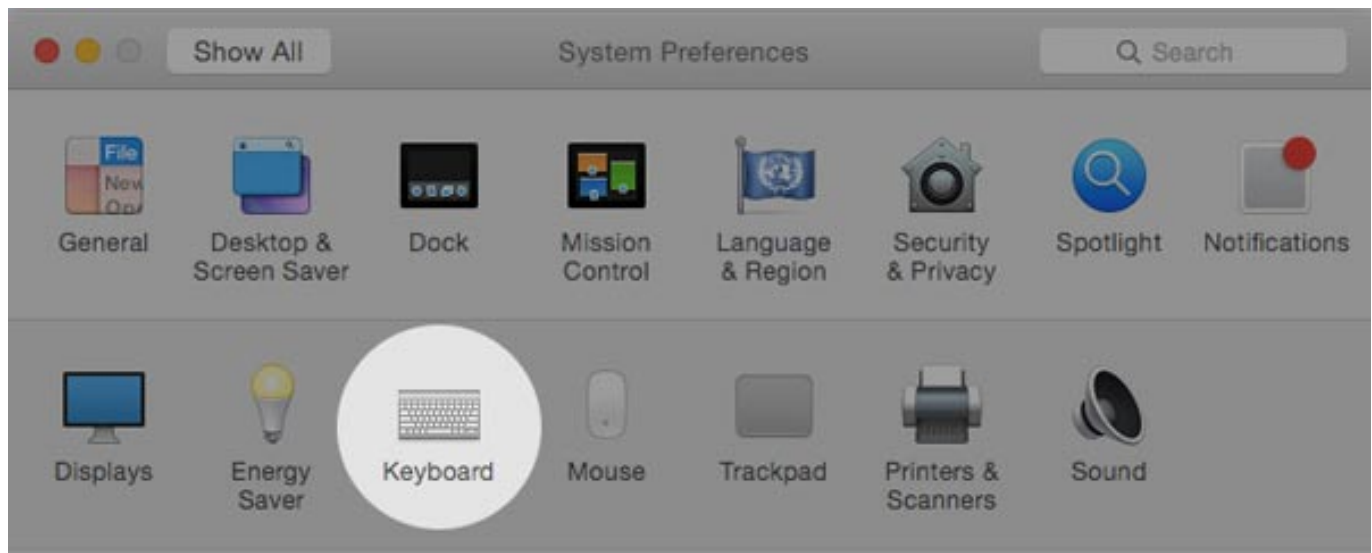 Show All
System Preferences
Search
File
New
General
Desktop &
Screen Saver
Dock
Mission
Control
Language
& Region
Security
& Privacy
Spotlight
Notifications
Displays
Energy
Saver
Keyboard
Mouse
Trackpad
Printers &
Scanners
Sound